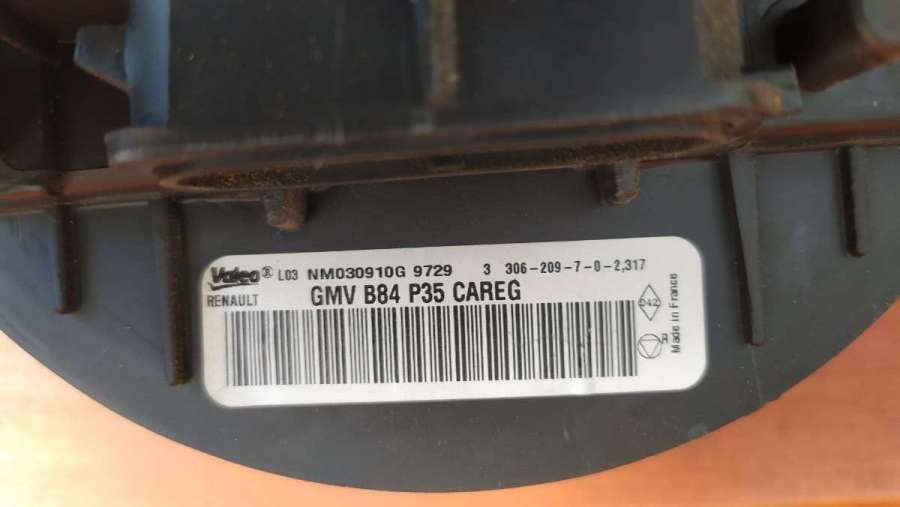 Valeo® L03 NM030910G 9729 3 306-209-7-0-2,317
RENAULT GMV B84 P35 CAREG
D42
R
Made in France